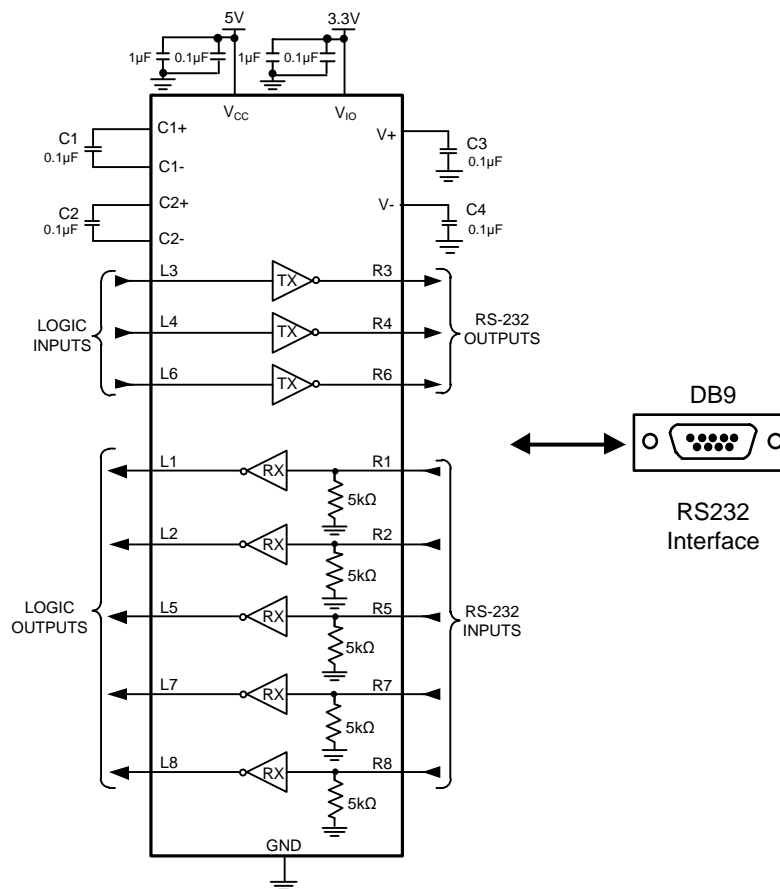 5V
3.3V
1µF
0.1µF
1µF
0.1µF
VCC
VIO
C1
0.1µF
C1+
C1-
V+
C3
0.1µF
C2
0.1µF
C2+
C2-
V-
C4
0.1µF
LOGIC
INPUTS
L3
TX
R3
L4
TX
R4
L6
TX
R6
RS-232
OUTPUTS
DB9
RS232
Interface
LOGIC
OUTPUTS
L1
RX
R1
5kΩ
L2
RX
R2
5kΩ
L5
RX
R5
5kΩ
L7
RX
R7
5kΩ
L8
RX
R8
5kΩ
RS-232
INPUTS
GND